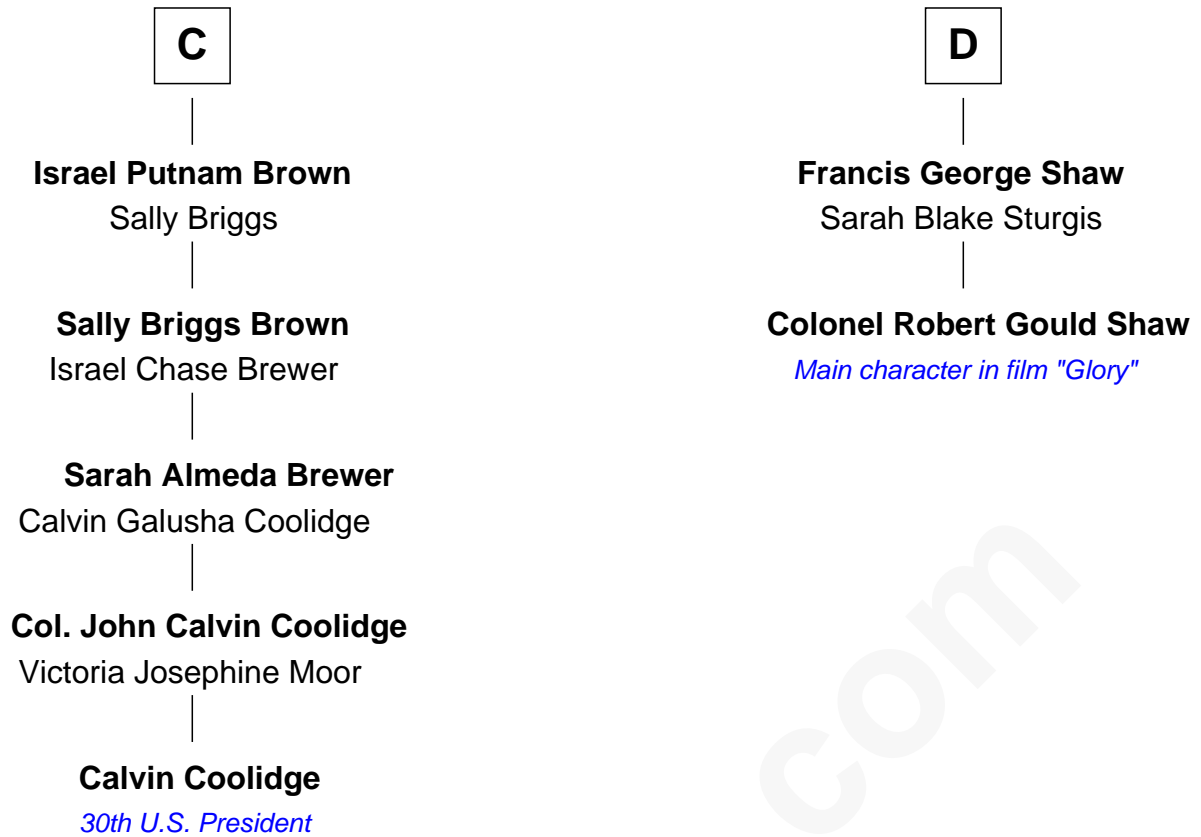 C
Israel Putnam Brown
Sally Briggs
Sally Briggs Brown
Israel Chase Brewer
Sarah Almeda Brewer
Calvin Galusha Coolidge
Col. John Calvin Coolidge
Victoria Josephine Moor
Calvin Coolidge
30th U.S. President
D
Francis George Shaw
Sarah Blake Sturgis
Colonel Robert Gould Shaw
Main character in film "Glory"
com